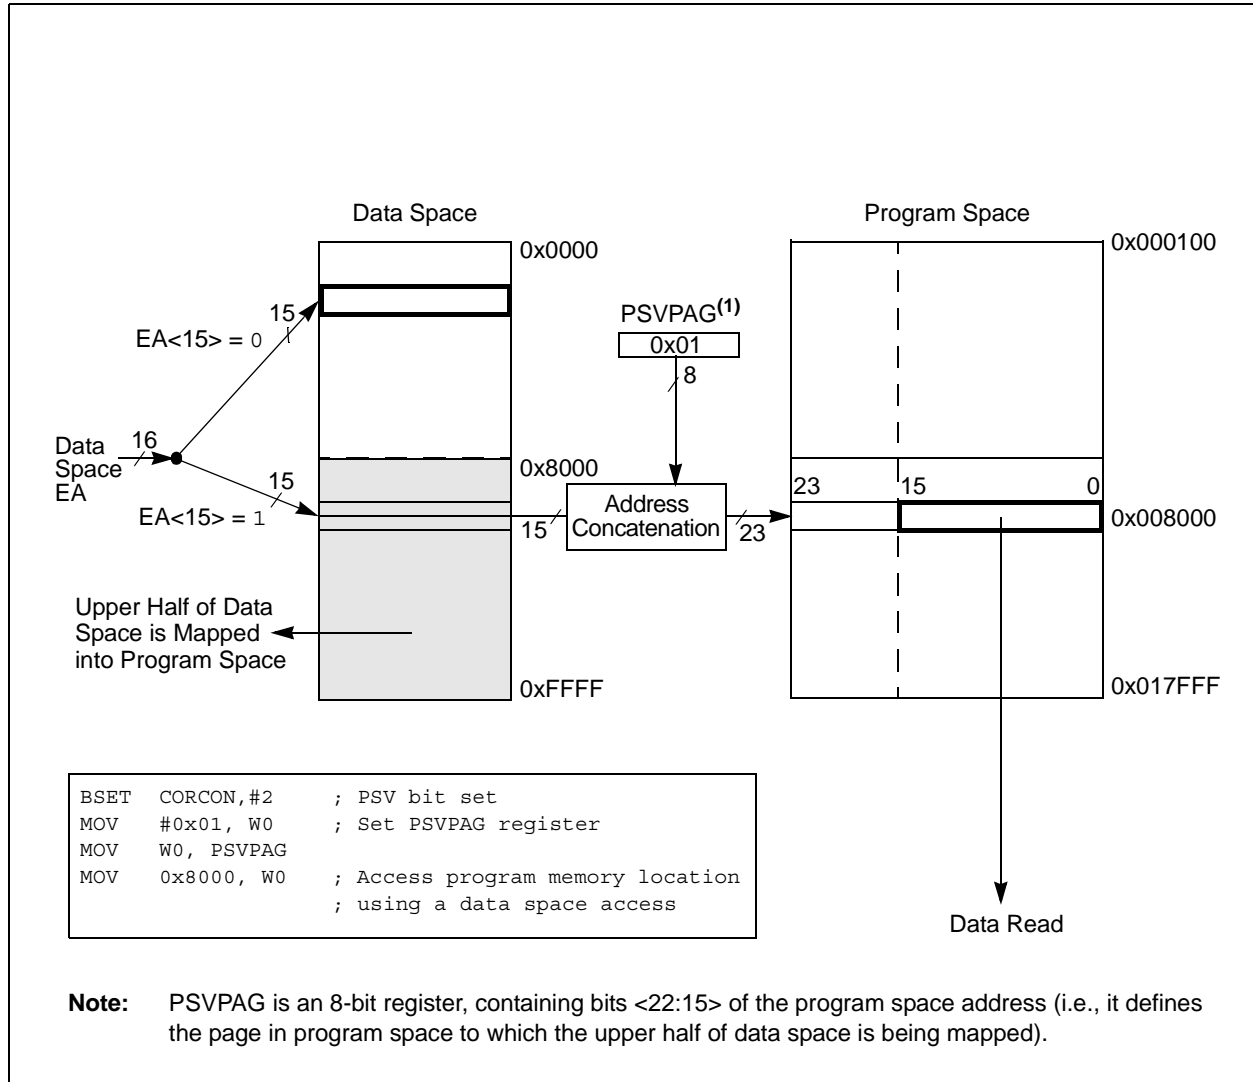 Data Space
Program Space
0x0000
0x000100
15
EA<15> = 0
PSVPAG(1)
0x01
8
16
Data
Space
EA
15
EA<15> = 1
0x8000
15
Address
Concatenation
23
23 15 0
0x008000
Upper Half of Data
Space is Mapped
into Program Space
0xFFFF
0x017FFF
BSET CORCON,#2 ; PSV bit set
MOV #0x01, W0 ; Set PSVPAG register
MOV W0, PSVPAG
MOV 0x8000, W0 ; Access program memory location
; using a data space access
Data Read
Note: PSVPAG is an 8-bit register, containing bits <22:15> of the program space address (i.e., it defines
the page in program space to which the upper half of data space is being mapped).